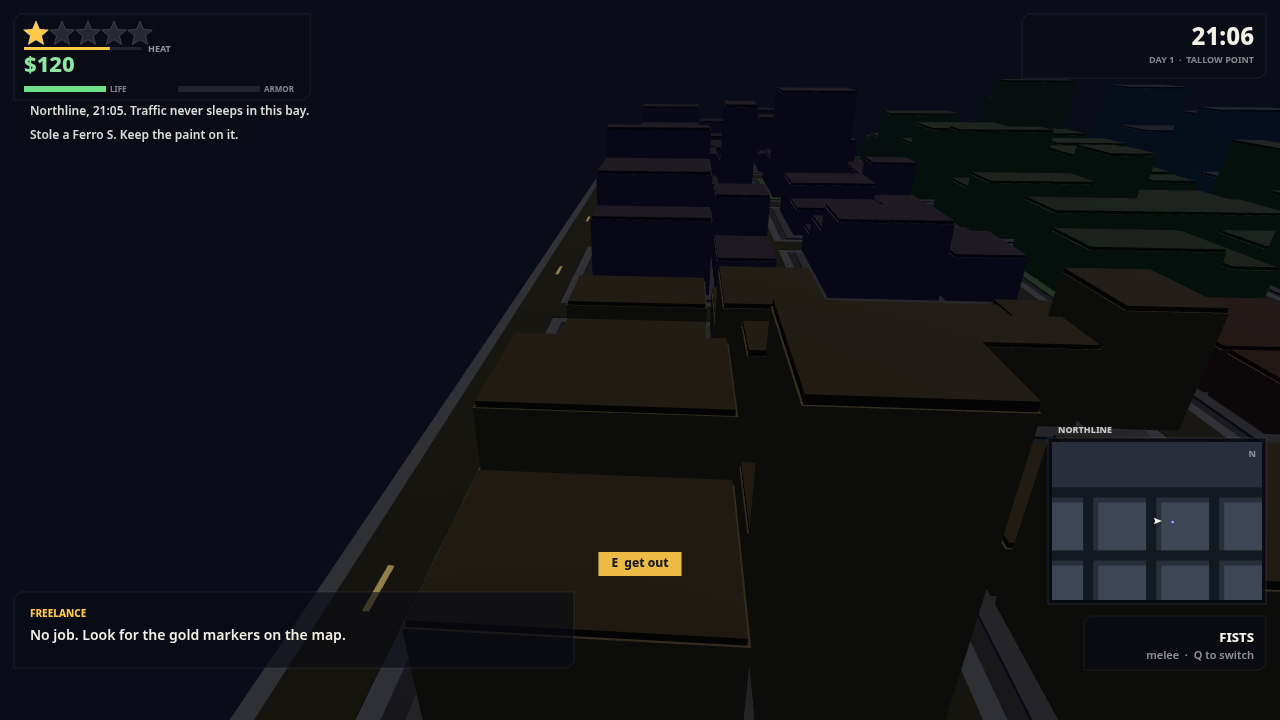 HEAT
$120
LIFE
ARMOR
Northline, 21:05. Traffic never sleeps in this bay.
Stole a Ferro S. Keep the paint on it.
21:06
DAY 1 · TALLOW POINT
NORTHLINE
N
E get out
FREELANCE
No job. Look for the gold markers on the map.
FISTS
melee · Q to switch